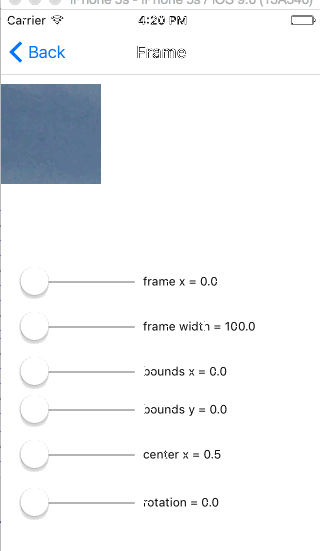 iPhone 5s - iPhone 5s / iOS 9.0 (13A340)
Carrier 4:20 PM
Back Frame
frame x = 0.0
frame width = 100.0
bounds x = 0.0
bounds y = 0.0
center x = 0.5
rotation = 0.0